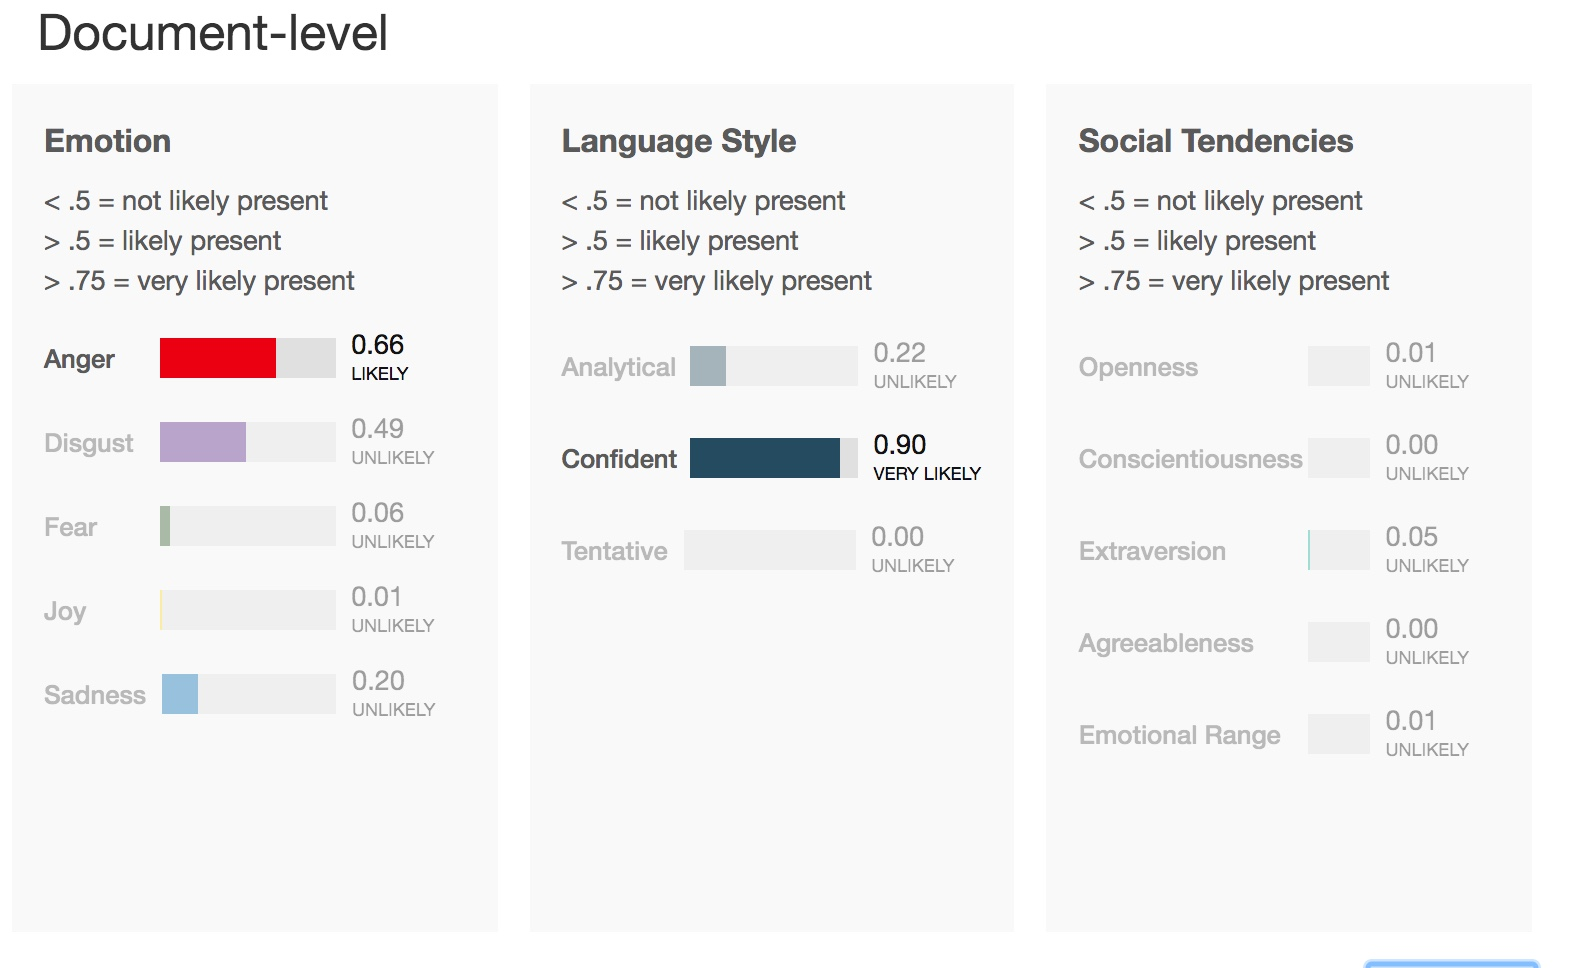 Document-level
Emotion
< .5 = not likely present
> .5 = likely present
> .75 = very likely present
Anger
0.66
LIKELY
Disgust
0.49
UNLIKELY
Fear
0.06
UNLIKELY
Joy
0.01
UNLIKELY
Sadness
0.20
UNLIKELY
Language Style
< .5 = not likely present
> .5 = likely present
> .75 = very likely present
Analytical
0.22
UNLIKELY
Confident
0.90
VERY LIKELY
Tentative
0.00
UNLIKELY
Social Tendencies
< .5 = not likely present
> .5 = likely present
> .75 = very likely present
Openness
0.01
UNLIKELY
Conscientiousness
0.00
UNLIKELY
Extraversion
0.05
UNLIKELY
Agreeableness
0.00
UNLIKELY
Emotional Range
0.01
UNLIKELY